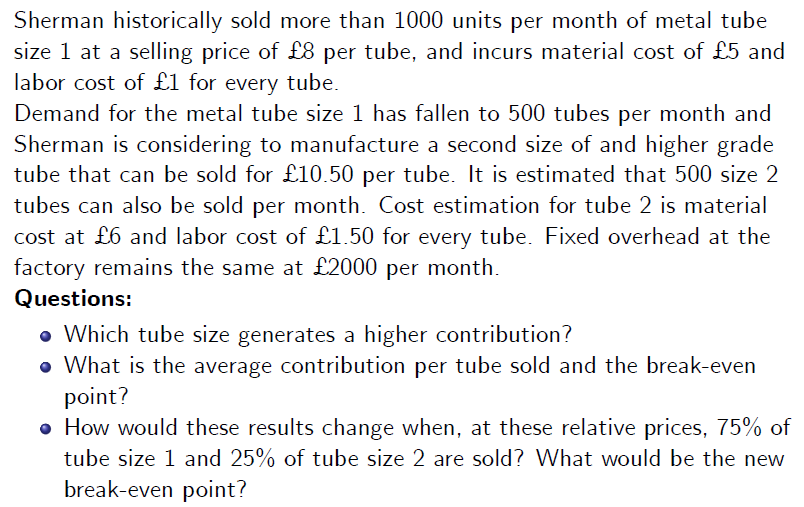 Sherman historically sold more than 1000 units per month of metal tube
size 1 at a selling price of £8 per tube, and incurs material cost of £5 and
labor cost of £1 for every tube.
Demand for the metal tube size 1 has fallen to 500 tubes per month and
Sherman is considering to manufacture a second size of and higher grade
tube that can be sold for £10.50 per tube. It is estimated that 500 size 2
tubes can also be sold per month. Cost estimation for tube 2 is material
cost at £6 and labor cost of £1.50 for every tube. Fixed overhead at the
factory remains the same at £2000 per month.
Questions:
Which tube size generates a higher contribution?
What is the average contribution per tube sold and the break-even
point?
How would these results change when, at these relative prices, 75% of
tube size 1 and 25% of tube size 2 are sold? What would be the new
break-even point?